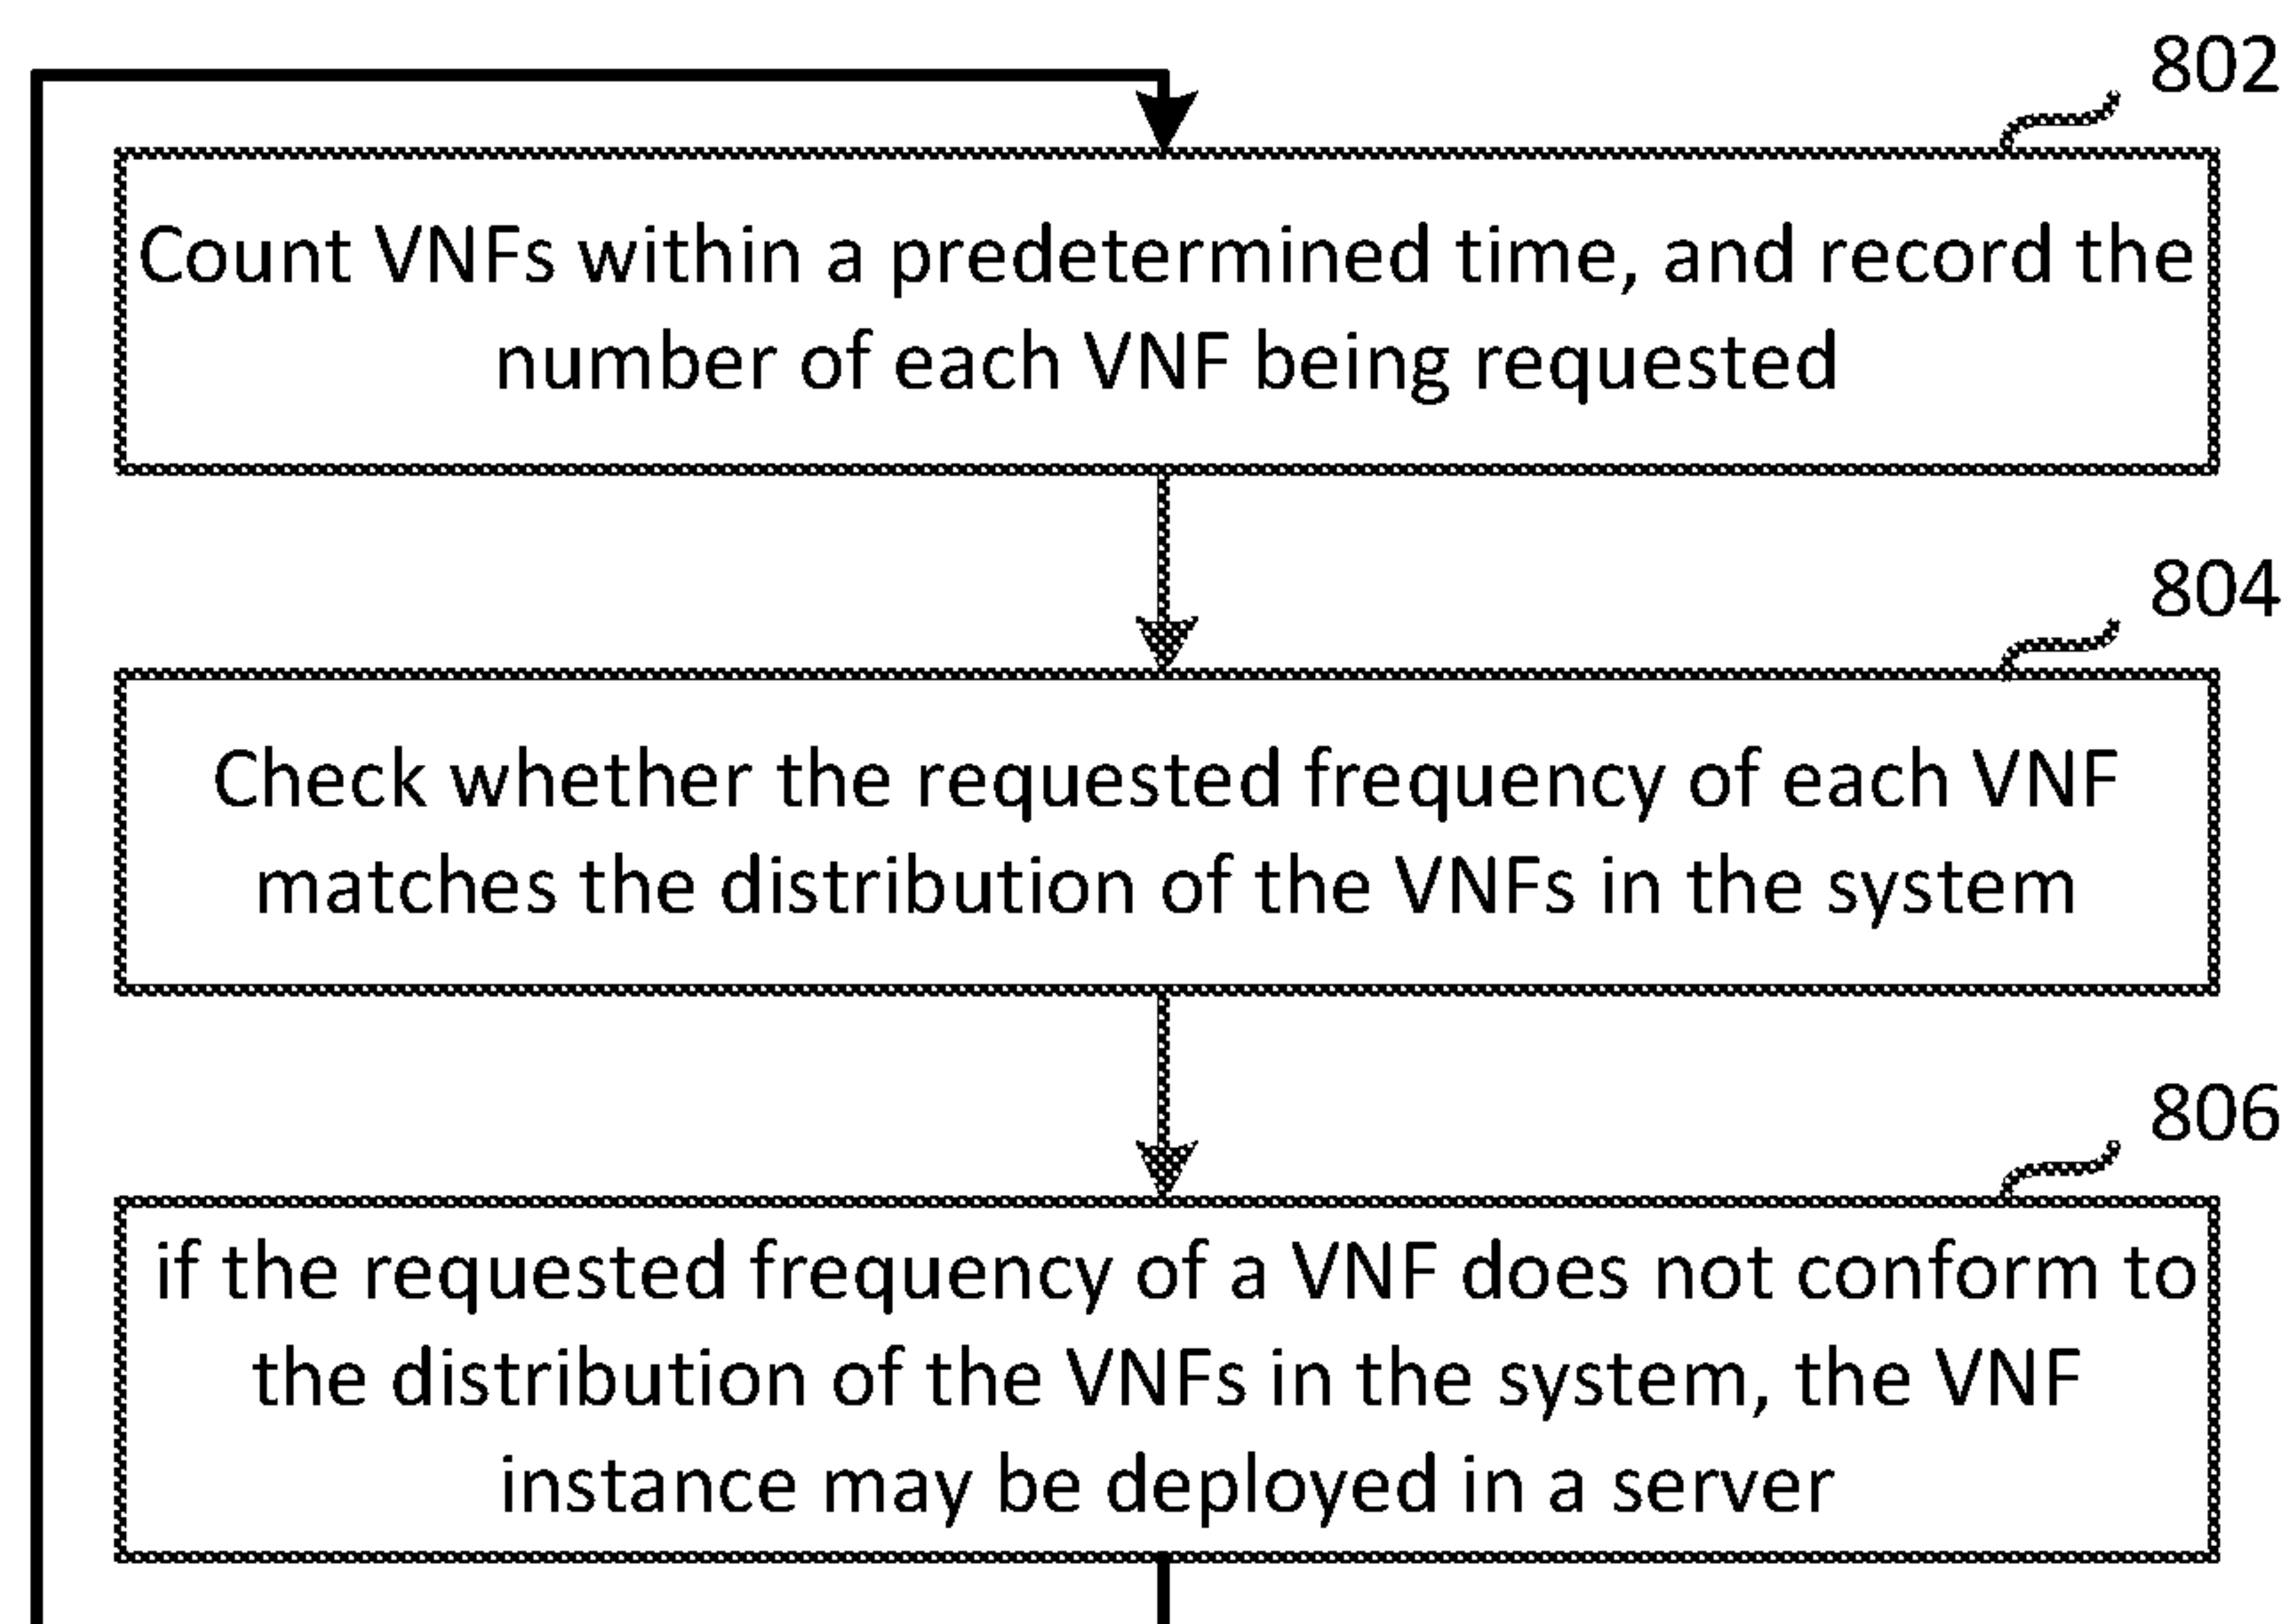 802
Count VNFs within a predetermined time, and record the
number of each VNF being requested
804
Check whether the requested frequency of each VNF
matches the distribution of the VNFs in the system
806
if the requested frequency of a VNF does not conform to
the distribution of the VNFs in the system, the VNF
instance may be deployed in a server